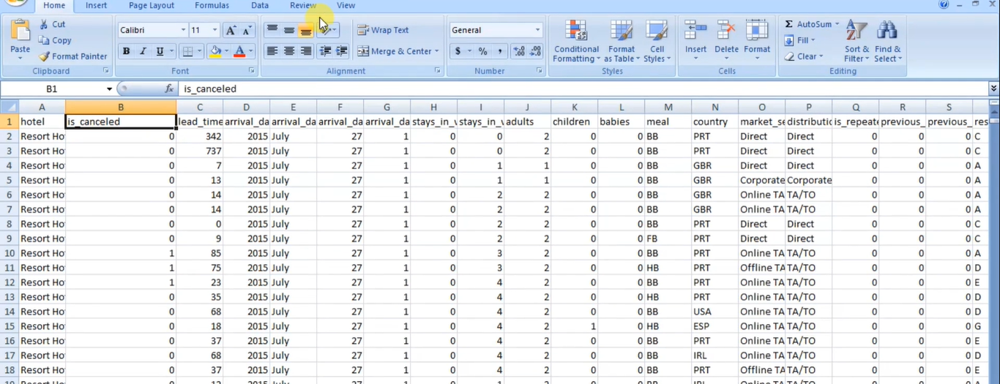 Home Insert Page Layout Formulas Data Review View
Cut
Copy
Format Painter
Paste
Clipboard
Calibri 11 A A
B I U A
Font
Wrap Text
Merge & Center
Alignment
General
$ % ,
Number
Conditional Formatting
Format as Table
Cell Styles
Styles
Insert Delete Format
Cells
Σ AutoSum
Fill
Clear
Sort & Filter
Find & Select
Editing
B1 fx is_canceled
A B C D E F G H I J K L M N O P Q R S
1 hotel is_canceled lead_time arrival_da arrival_da arrival_da arrival_da stays_in_v stays_in_v adults children babies meal country market_se distributic is_repeate previous_ previous_ res
2 Resort Ho 0 342 2015 July 27 1 0 0 2 0 0 BB PRT Direct Direct 0 0 0 C
3 Resort Ho 0 737 2015 July 27 1 0 0 2 0 0 BB PRT Direct Direct 0 0 0 C
4 Resort Ho 0 7 2015 July 27 1 0 1 1 0 0 BB GBR Direct Direct 0 0 0 A
5 Resort Ho 0 13 2015 July 27 1 0 1 1 0 0 BB GBR Corporate Corporate 0 0 0 A
6 Resort Ho 0 14 2015 July 27 1 0 2 2 0 0 BB GBR Online TA TA/TO 0 0 0 A
7 Resort Ho 0 14 2015 July 27 1 0 2 2 0 0 BB GBR Online TA TA/TO 0 0 0 A
8 Resort Ho 0 0 2015 July 27 1 0 2 2 0 0 BB PRT Direct Direct 0 0 0 C
9 Resort Ho 0 9 2015 July 27 1 0 2 2 0 0 FB PRT Direct Direct 0 0 0 C
10 Resort Ho 1 85 2015 July 27 1 0 3 2 0 0 BB PRT Online TA TA/TO 0 0 0 A
11 Resort Ho 1 75 2015 July 27 1 0 3 2 0 0 HB PRT Offline TA TA/TO 0 0 0 D
12 Resort Ho 1 23 2015 July 27 1 0 4 2 0 0 BB PRT Online TA TA/TO 0 0 0 E
13 Resort Ho 0 35 2015 July 27 1 0 4 2 0 0 HB PRT Online TA TA/TO 0 0 0 D
14 Resort Ho 0 68 2015 July 27 1 0 4 2 0 0 BB USA Online TA TA/TO 0 0 0 D
15 Resort Ho 0 18 2015 July 27 1 0 4 2 1 0 HB ESP Online TA TA/TO 0 0 0 G
16 Resort Ho 0 37 2015 July 27 1 0 4 2 0 0 BB PRT Online TA TA/TO 0 0 0 E
17 Resort Ho 0 68 2015 July 27 1 0 4 2 0 0 BB IRL Online TA TA/TO 0 0 0 D
18 Resort Ho 0 37 2015 July 27 1 0 4 2 0 0 BB PRT Offline TA TA/TO 0 0 0 E